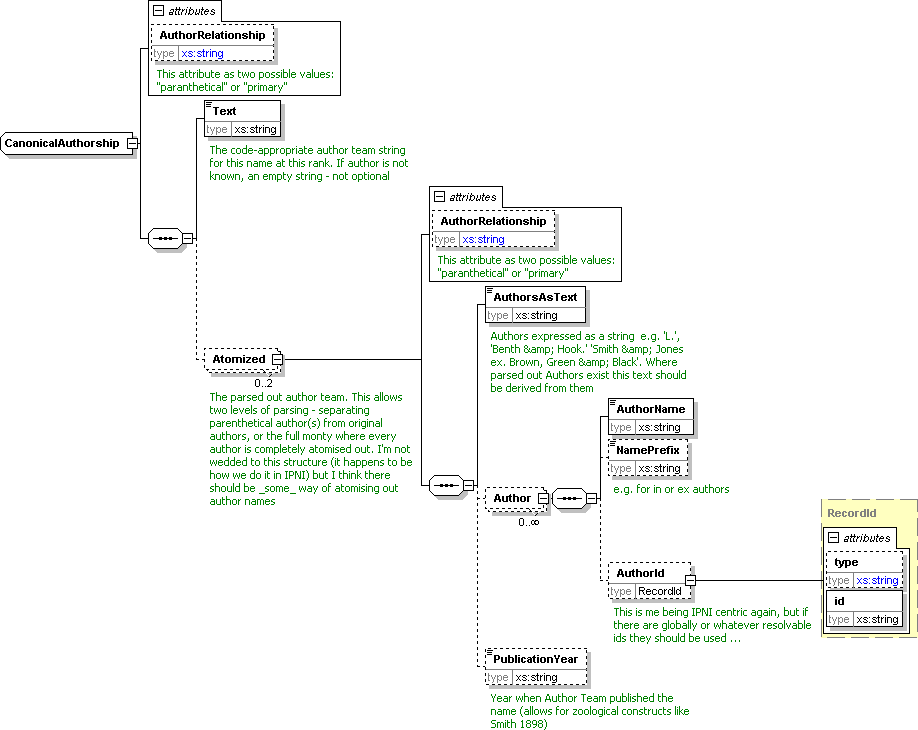 attributes
AuthorRelationship
type xs:string
This attribute as two possible values:
"paranthetical" or "primary"
CanonicalAuthorship
Text
type xs:string
The code-appropriate author team string
for this name at this rank. If author is not
known, an empty string - not optional
attributes
AuthorRelationship
type xs:string
This attribute as two possible values:
"paranthetical" or "primary"
Atomized
0..2
The parsed out author team. This allows
two levels of parsing - separating
parenthetical author(s) from original
authors, or the full monty where every
author is completely atomised out. I'm not
wedded to this structure (it happens to be
how we do it in IPNI) but I think there
should be _some_ way of atomising out
author names
AuthorsAsText
type xs:string
Authors expressed as a string  e.g. 'L.',
'Benth &amp; Hook.' 'Smith &amp; Jones
ex. Brown, Green &amp; Black'. Where
parsed out Authors exist this text should
be derived from them
Author
0..∞
AuthorName
type xs:string
NamePrefix
type xs:string
e.g. for in or ex authors
AuthorId
type RecordId
This is me being IPNI centric again, but if
there are globally or whatever resolvable
ids they should be used ...
RecordId
attributes
type
type xs:string
id
type xs:string
PublicationYear
type xs:string
Year when Author Team published the
name (allows for zoological constructs like
Smith 1898)